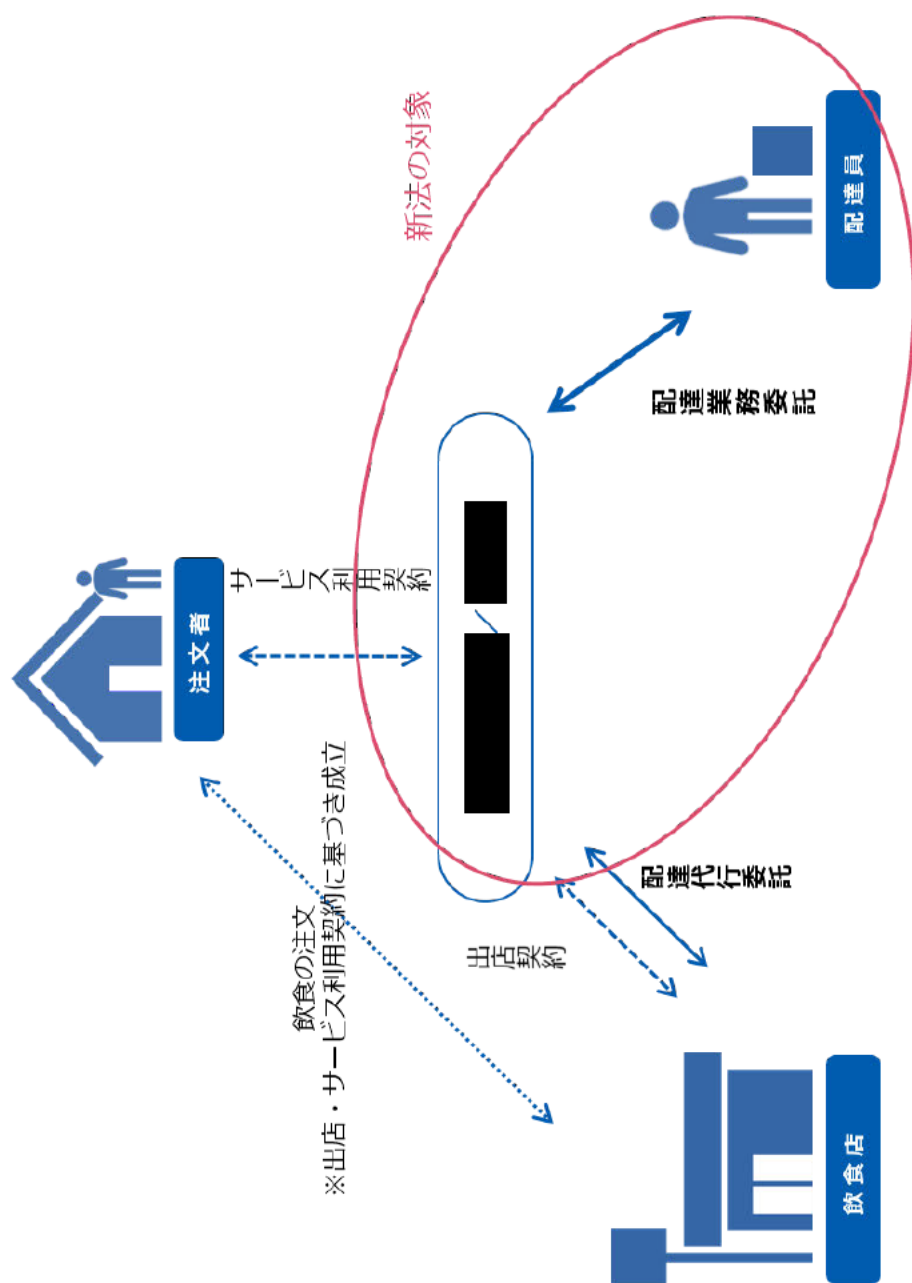 注文者
サービス利用契約
新法の対象
飲食の注文
※出店・サービス利用契約に基づき成立
出店契約
配達代行委託
配達業務委託
飲食店
配達員